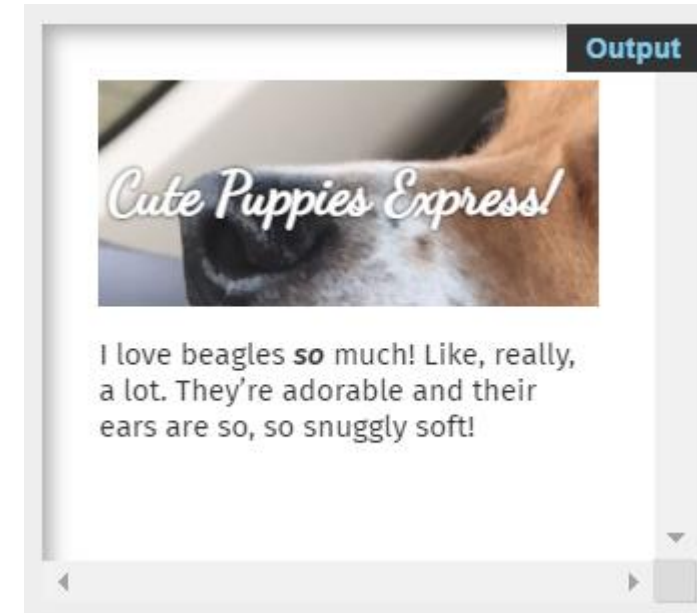 Output
Cute Puppies Express!
I love beagles so much! Like, really,
a lot. They’re adorable and their
ears are so, so snuggly soft!